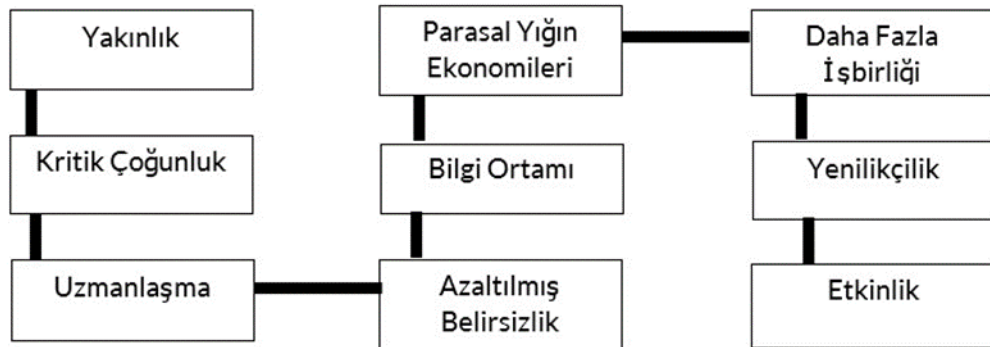 Yakınlık
Kritik Çoğunluk
Uzmanlaşma
Azaltılmış
Belirsizlik
Bilgi Ortamı
Parasal Yığın
Ekonomileri
Daha Fazla
İşbirliği
Yenilikçilik
Etkinlik